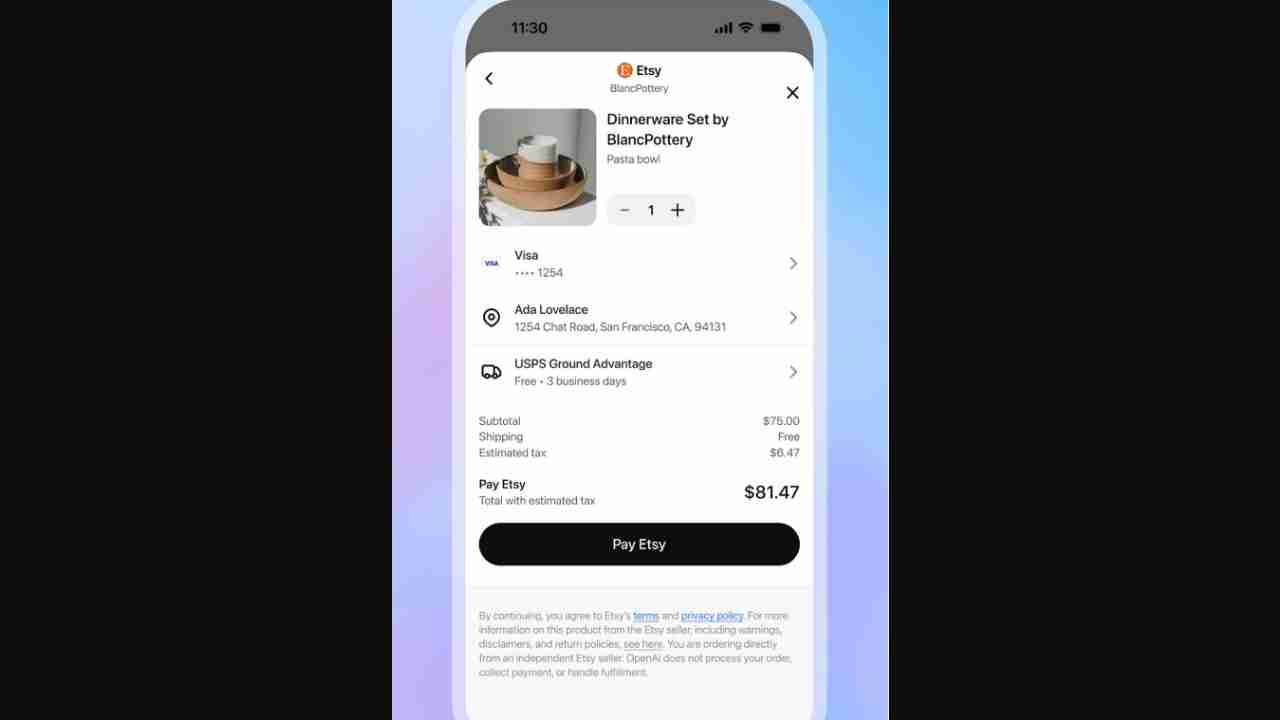 11:30
Etsy
BlancPottery
Dinnerware Set by
BlancPottery
Pasta bowl
− 1 +
VISA
Visa
•••• 1254
Ada Lovelace
1254 Chat Road, San Francisco, CA, 94131
USPS Ground Advantage
Free • 3 business days
Subtotal $75.00
Shipping Free
Estimated tax $6.47
Pay Etsy
Total with estimated tax $81.47
Pay Etsy
By continuing, you agree to Etsy's terms and privacy policy. For more
information on this product from the Etsy seller, including warnings,
disclaimers, and return policies, see here. You are ordering directly
from an independent Etsy seller. OpenAI does not process your order,
collect payment, or handle fulfillment.